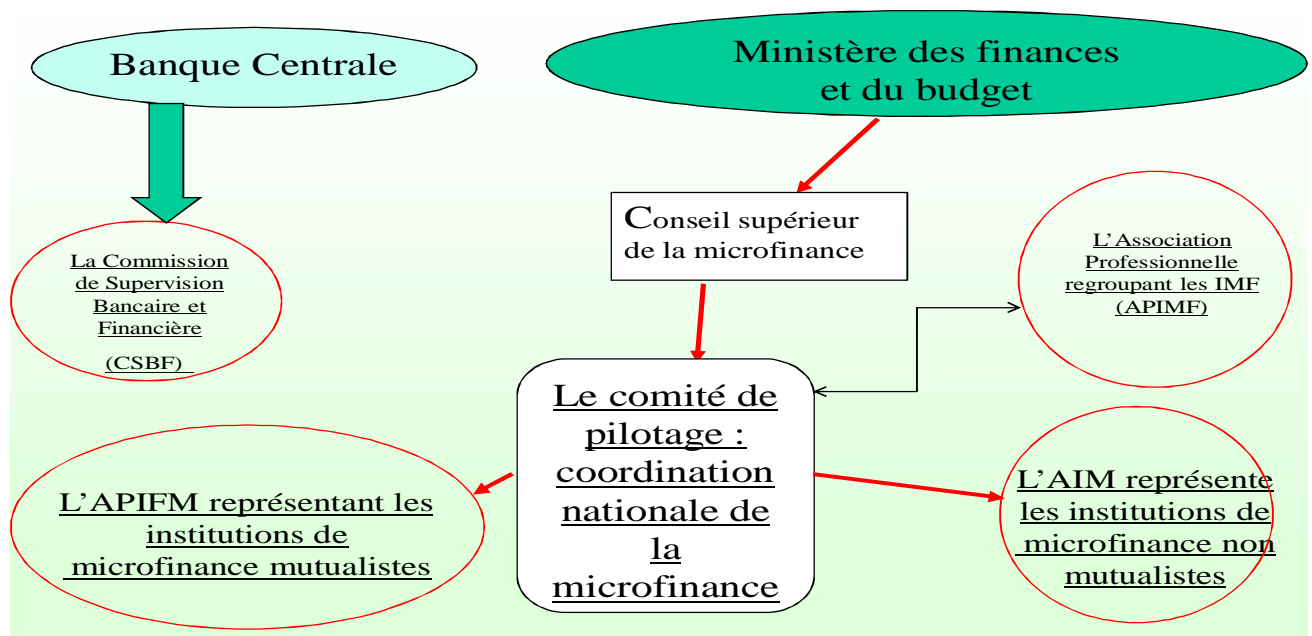 Banque Centrale
Ministère des finances
et du budget
Conseil supérieur
de la microfinance
La Commission
de Supervision
Bancaire et
Financière
(CSBF)
L’Association
Professionnelle
regroupant les IMF
(APIMF)
Le comité de
pilotage :
coordination
nationale de
la
microfinance
L’APIFM représentant les
institutions de
microfinance mutualistes
L’AIM représente
les institutions de
microfinance non
mutualistes